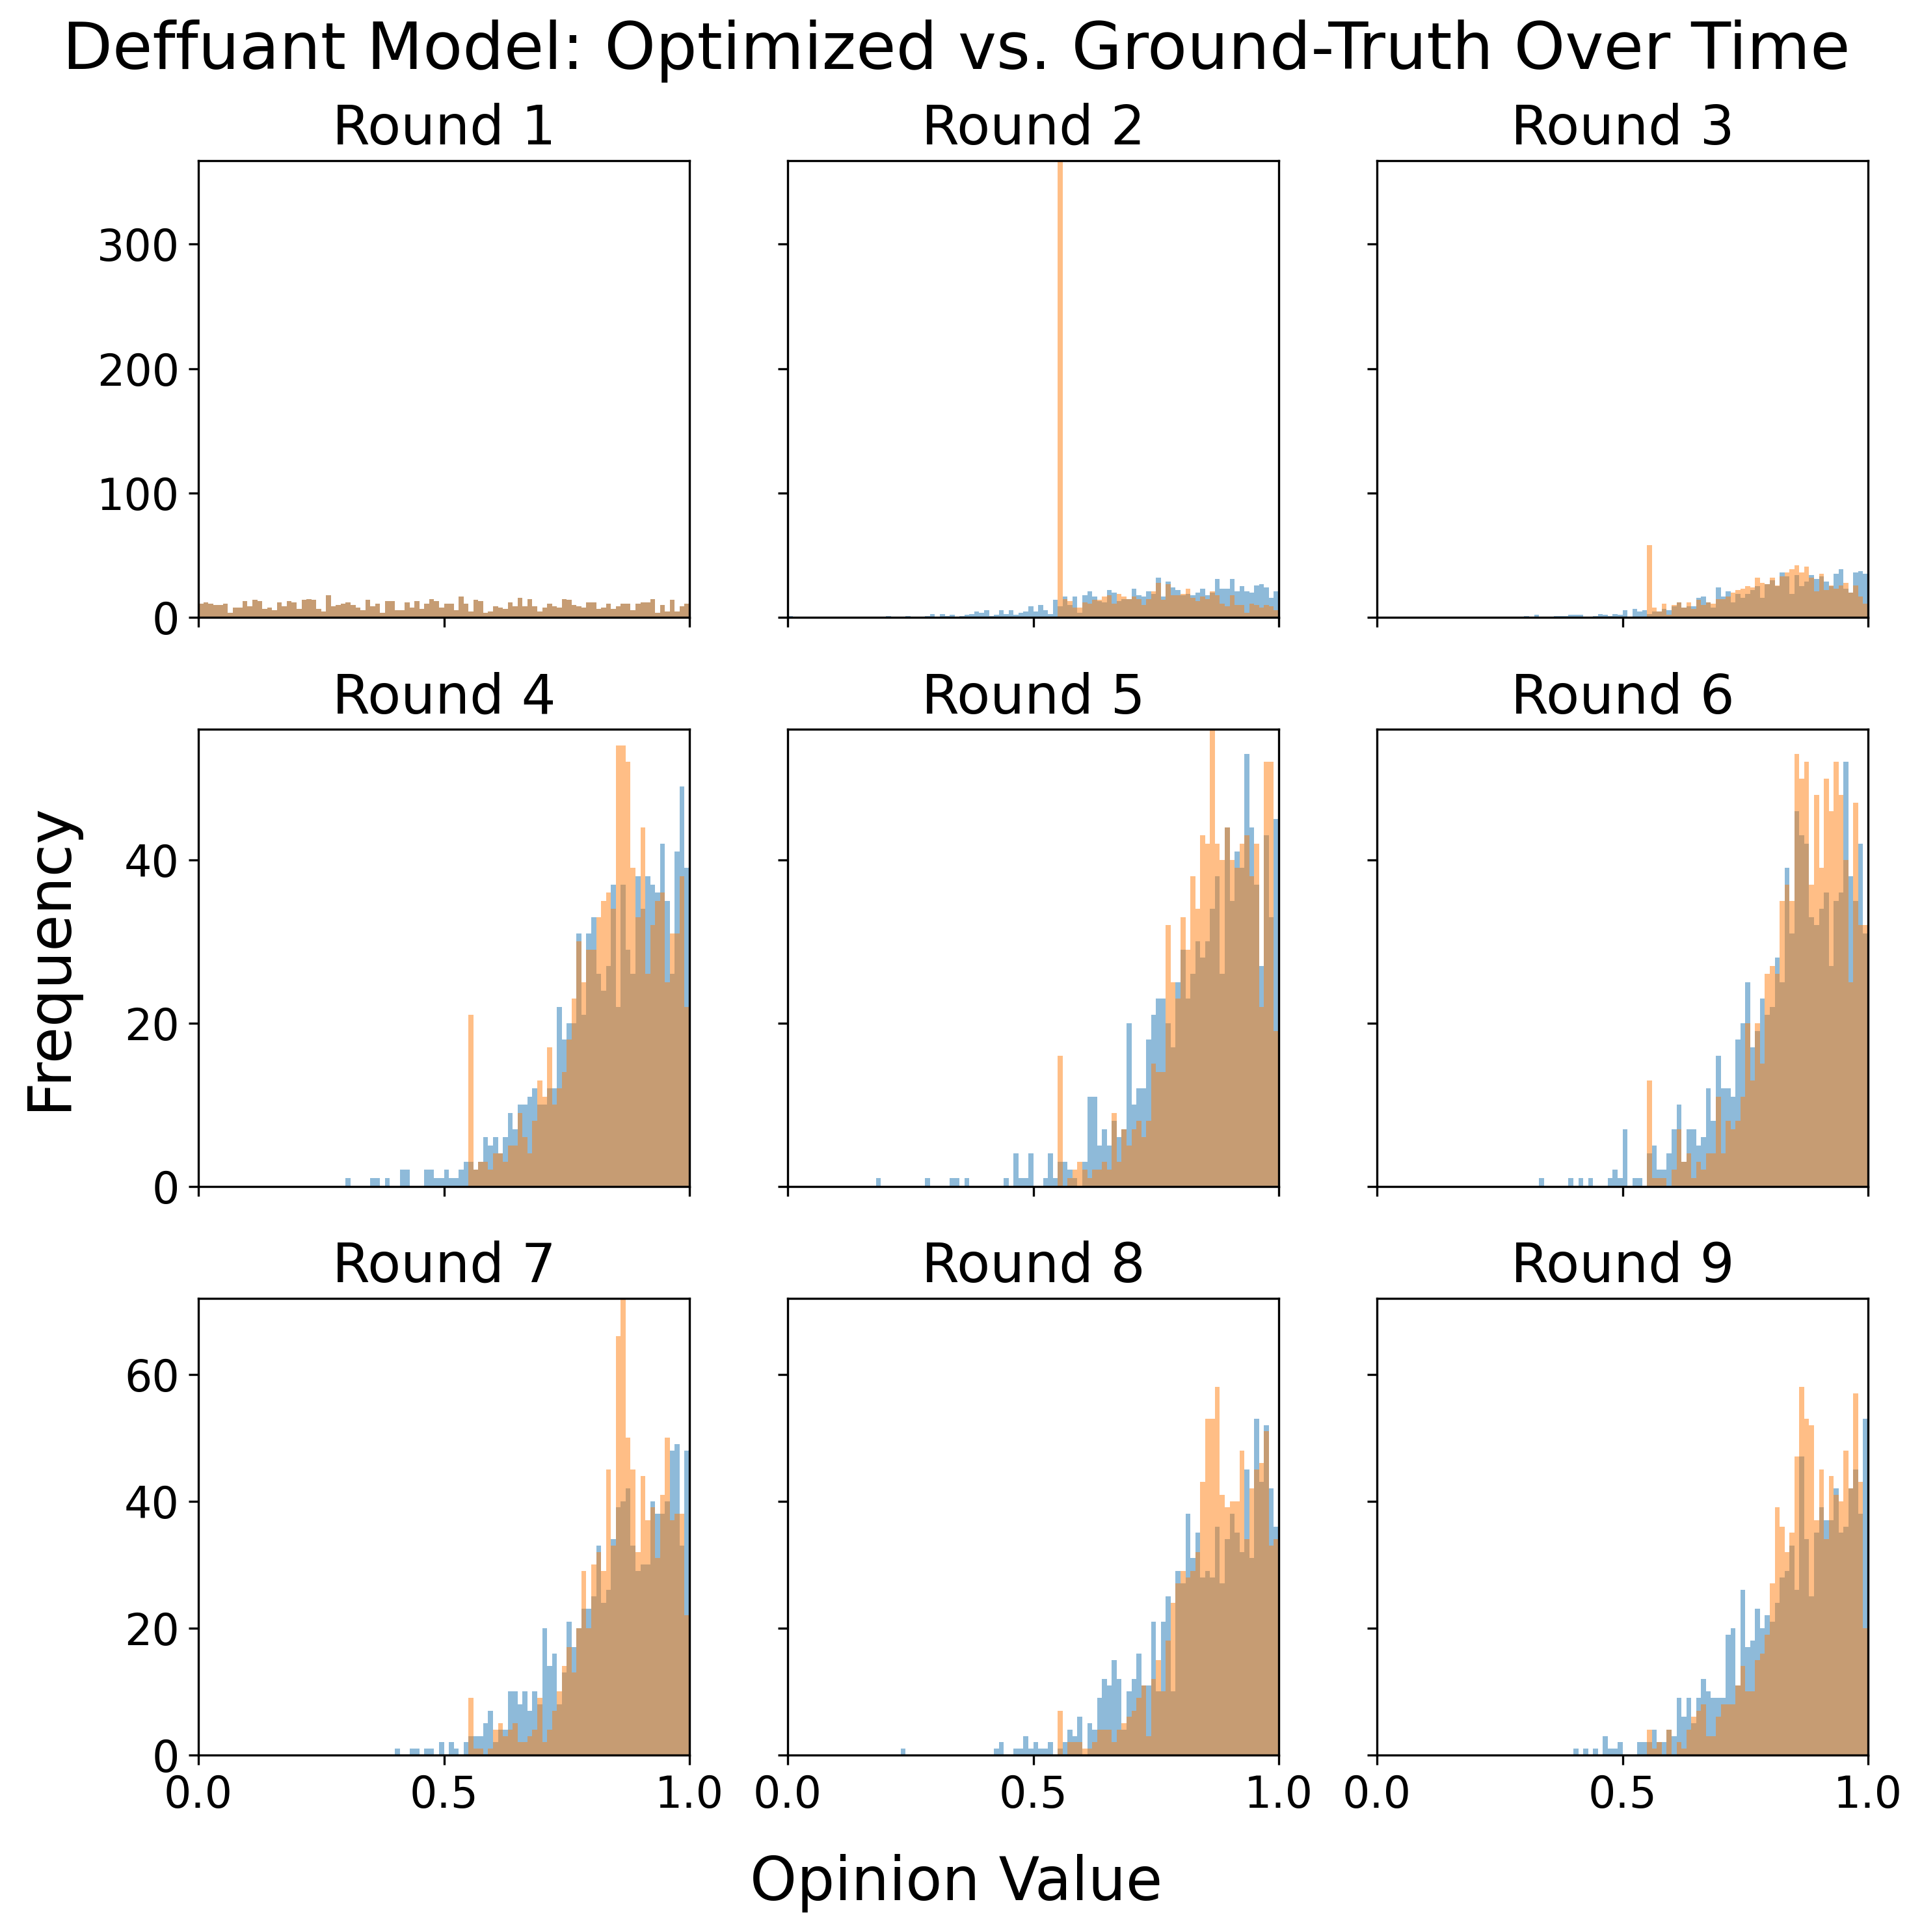 Deffuant Model: Optimized vs. Ground-Truth Over Time
Round 1
Round 2
Round 3
300
200
100
0
Round 4
Round 5
Round 6
40
20
0
Frequency
Round 7
Round 8
Round 9
60
40
20
0
0.0 0.5 1.0 0.0 0.5 1.0 0.0 0.5 1.0
Opinion Value